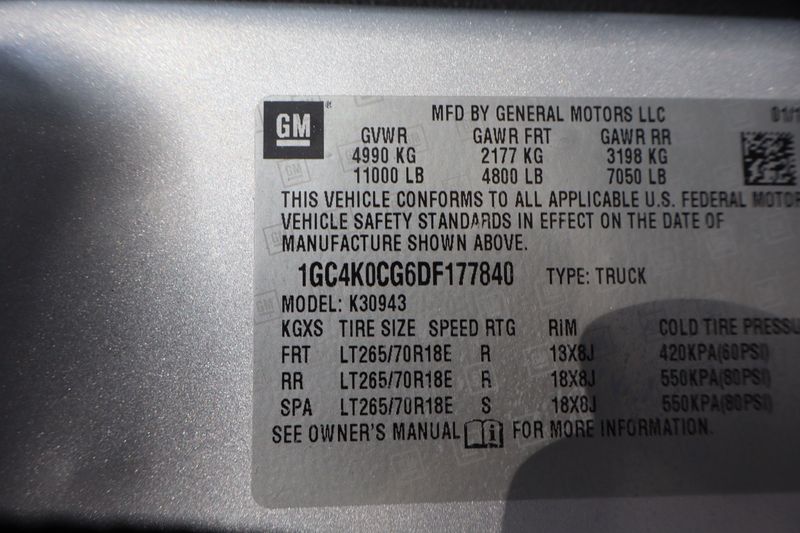 GM MFD BY GENERAL MOTORS LLC
GVWR GAWR FRT GAWR RR
4990 KG 2177 KG 3198 KG
11000 LB 4800 LB 7050 LB
THIS VEHICLE CONFORMS TO ALL APPLICABLE U.S. FEDERAL MOTOR
VEHICLE SAFETY STANDARDS IN EFFECT ON THE DATE OF
MANUFACTURE SHOWN ABOVE.
1GC4K0CG6DF177840 TYPE: TRUCK
MODEL: K30943
KGXS TIRE SIZE SPEED RTG RIM COLD TIRE PRESSU
FRT LT265/70R18E R 18X8J 420KPA(60PSI)
RR LT265/70R18E R 18X8J 550KPA(80PSI)
SPA LT265/70R18E S 18X8J 550KPA(80PSI)
SEE OWNER'S MANUAL FOR MORE INFORMATION.